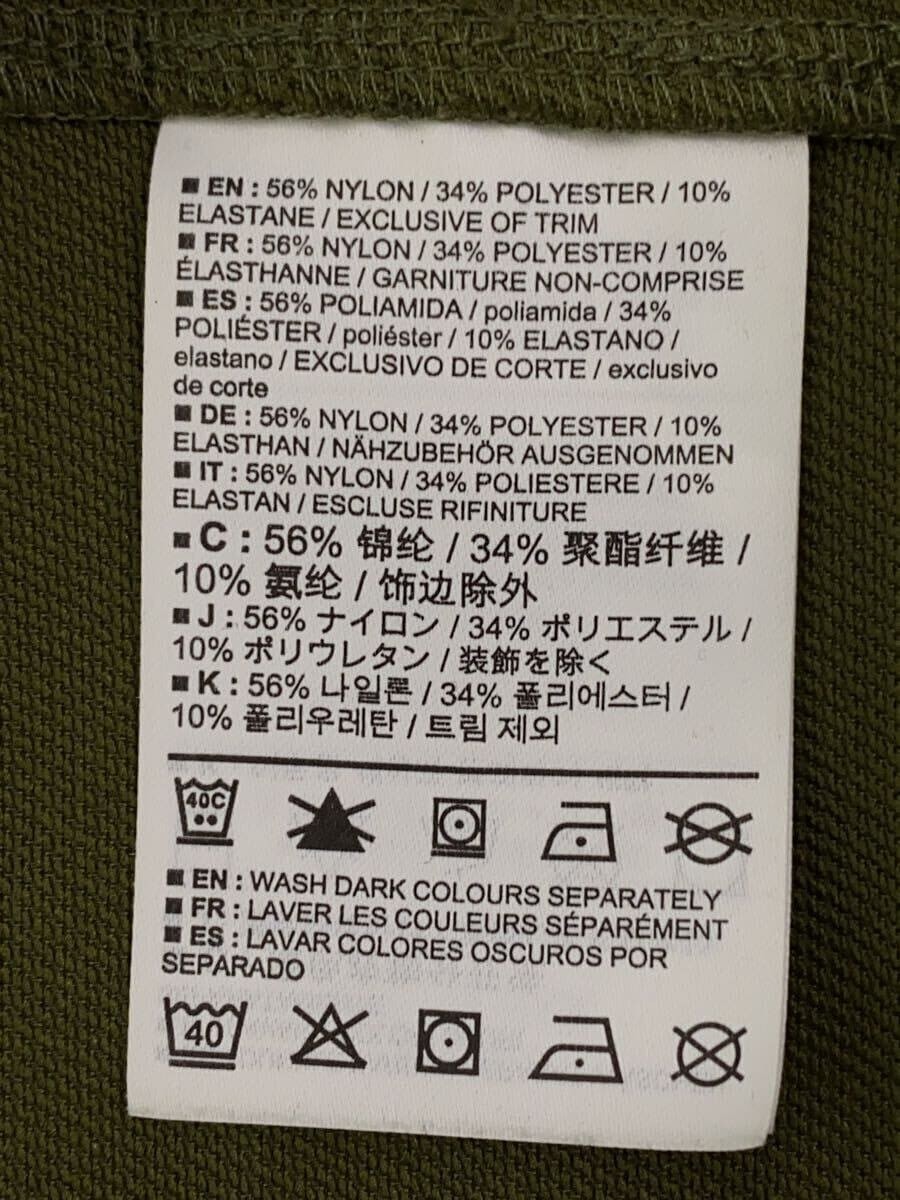 ■ EN : 56% NYLON / 34% POLYESTER / 10%
ELASTANE / EXCLUSIVE OF TRIM
■ FR : 56% NYLON / 34% POLYESTER / 10%
ÉLASTHANNE / GARNITURE NON-COMPRISE
■ ES : 56% POLIAMIDA / poliamida / 34%
POLIÉSTER / poliéster / 10% ELASTANO /
elastano / EXCLUSIVO DE CORTE / exclusivo
de corte
■ DE : 56% NYLON / 34% POLYESTER / 10%
ELASTHAN / NÄHZUBEHÖR AUSGENOMMEN
■ IT : 56% NYLON / 34% POLIESTERE / 10%
ELASTAN / ESCLUSE RIFINITURE
■ C : 56% 锦纶 / 34% 聚酯纤维 /
10% 氨纶 / 饰边除外
■ J : 56% ナイロン / 34% ポリエステル /
10% ポリウレタン / 装飾を除く
■ K : 56% 나일론 / 34% 폴리에스터 /
10% 폴리우레탄 / 트림 제외
40C
■ EN : WASH DARK COLOURS SEPARATELY
■ FR : LAVER LES COULEURS SÉPARÉMENT
■ ES : LAVAR COLORES OSCUROS POR
SEPARADO
40